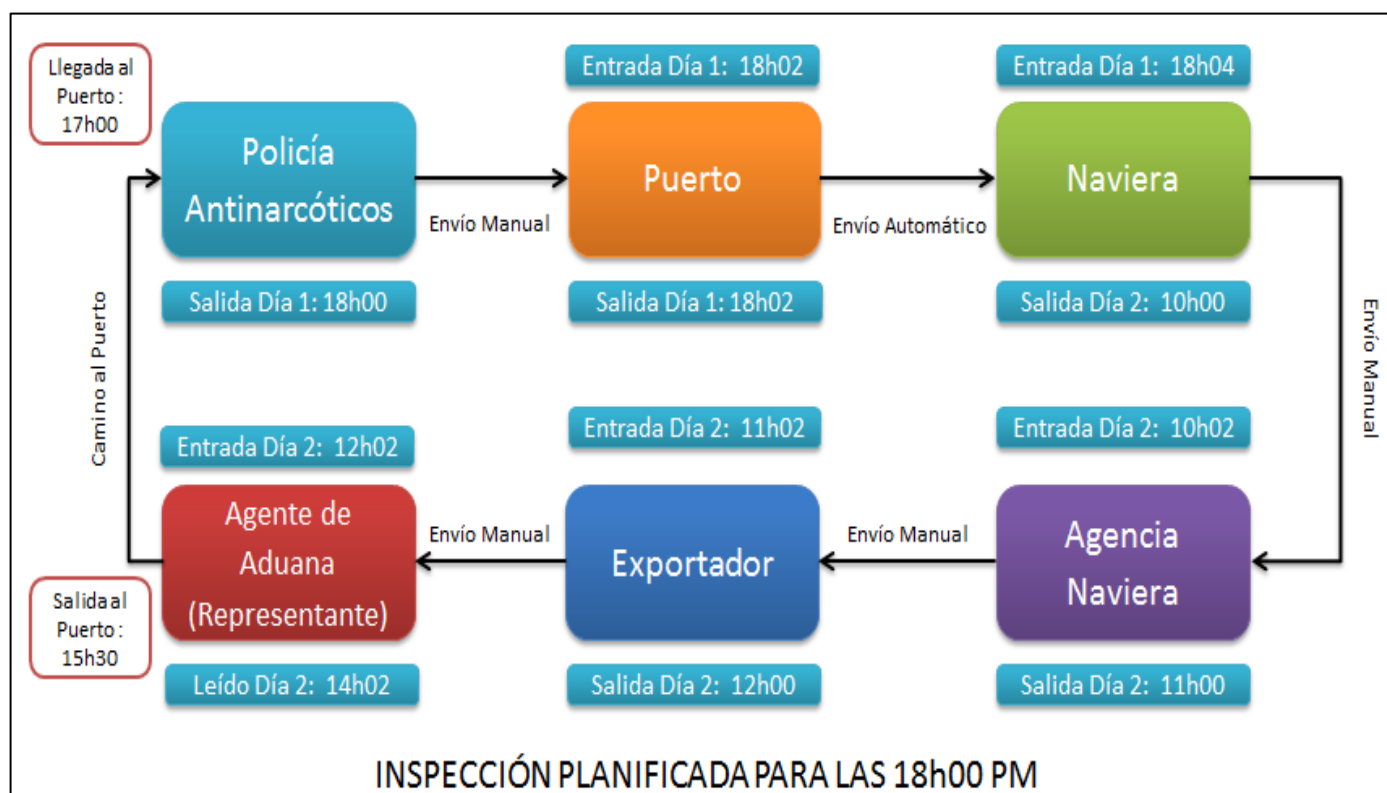 Llegada al
Puerto :
17h00
Entrada Día 1: 18h02
Entrada Día 1: 18h04
Policía
Antinarcóticos
Puerto
Naviera
Envío Manual
Envío Automático
Salida Día 1: 18h00
Salida Día 1: 18h02
Salida Día 2: 10h00
Camino al Puerto
Envío Manual
Entrada Día 2: 12h02
Entrada Día 2: 11h02
Entrada Día 2: 10h02
Agente de
Aduana
(Representante)
Envío Manual
Exportador
Envío Manual
Agencia
Naviera
Salida al
Puerto :
15h30
Leído Día 2: 14h02
Salida Día 2: 12h00
Salida Día 2: 11h00
INSPECCIÓN PLANIFICADA PARA LAS 18h00 PM